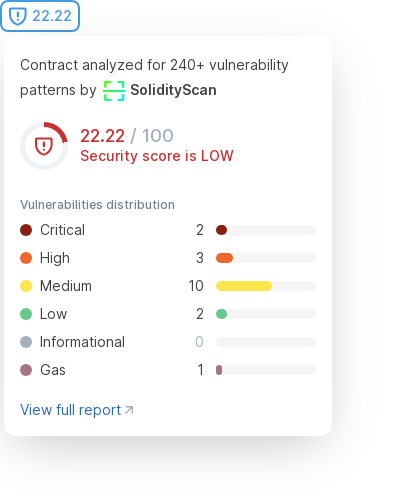 22.22
Contract analyzed for 240+ vulnerability
patterns by SolidityScan
22.22 / 100
Security score is LOW
Vulnerabilities distribution
Critical 2
High 3
Medium 10
Low 2
Informational 0
Gas 1
View full report